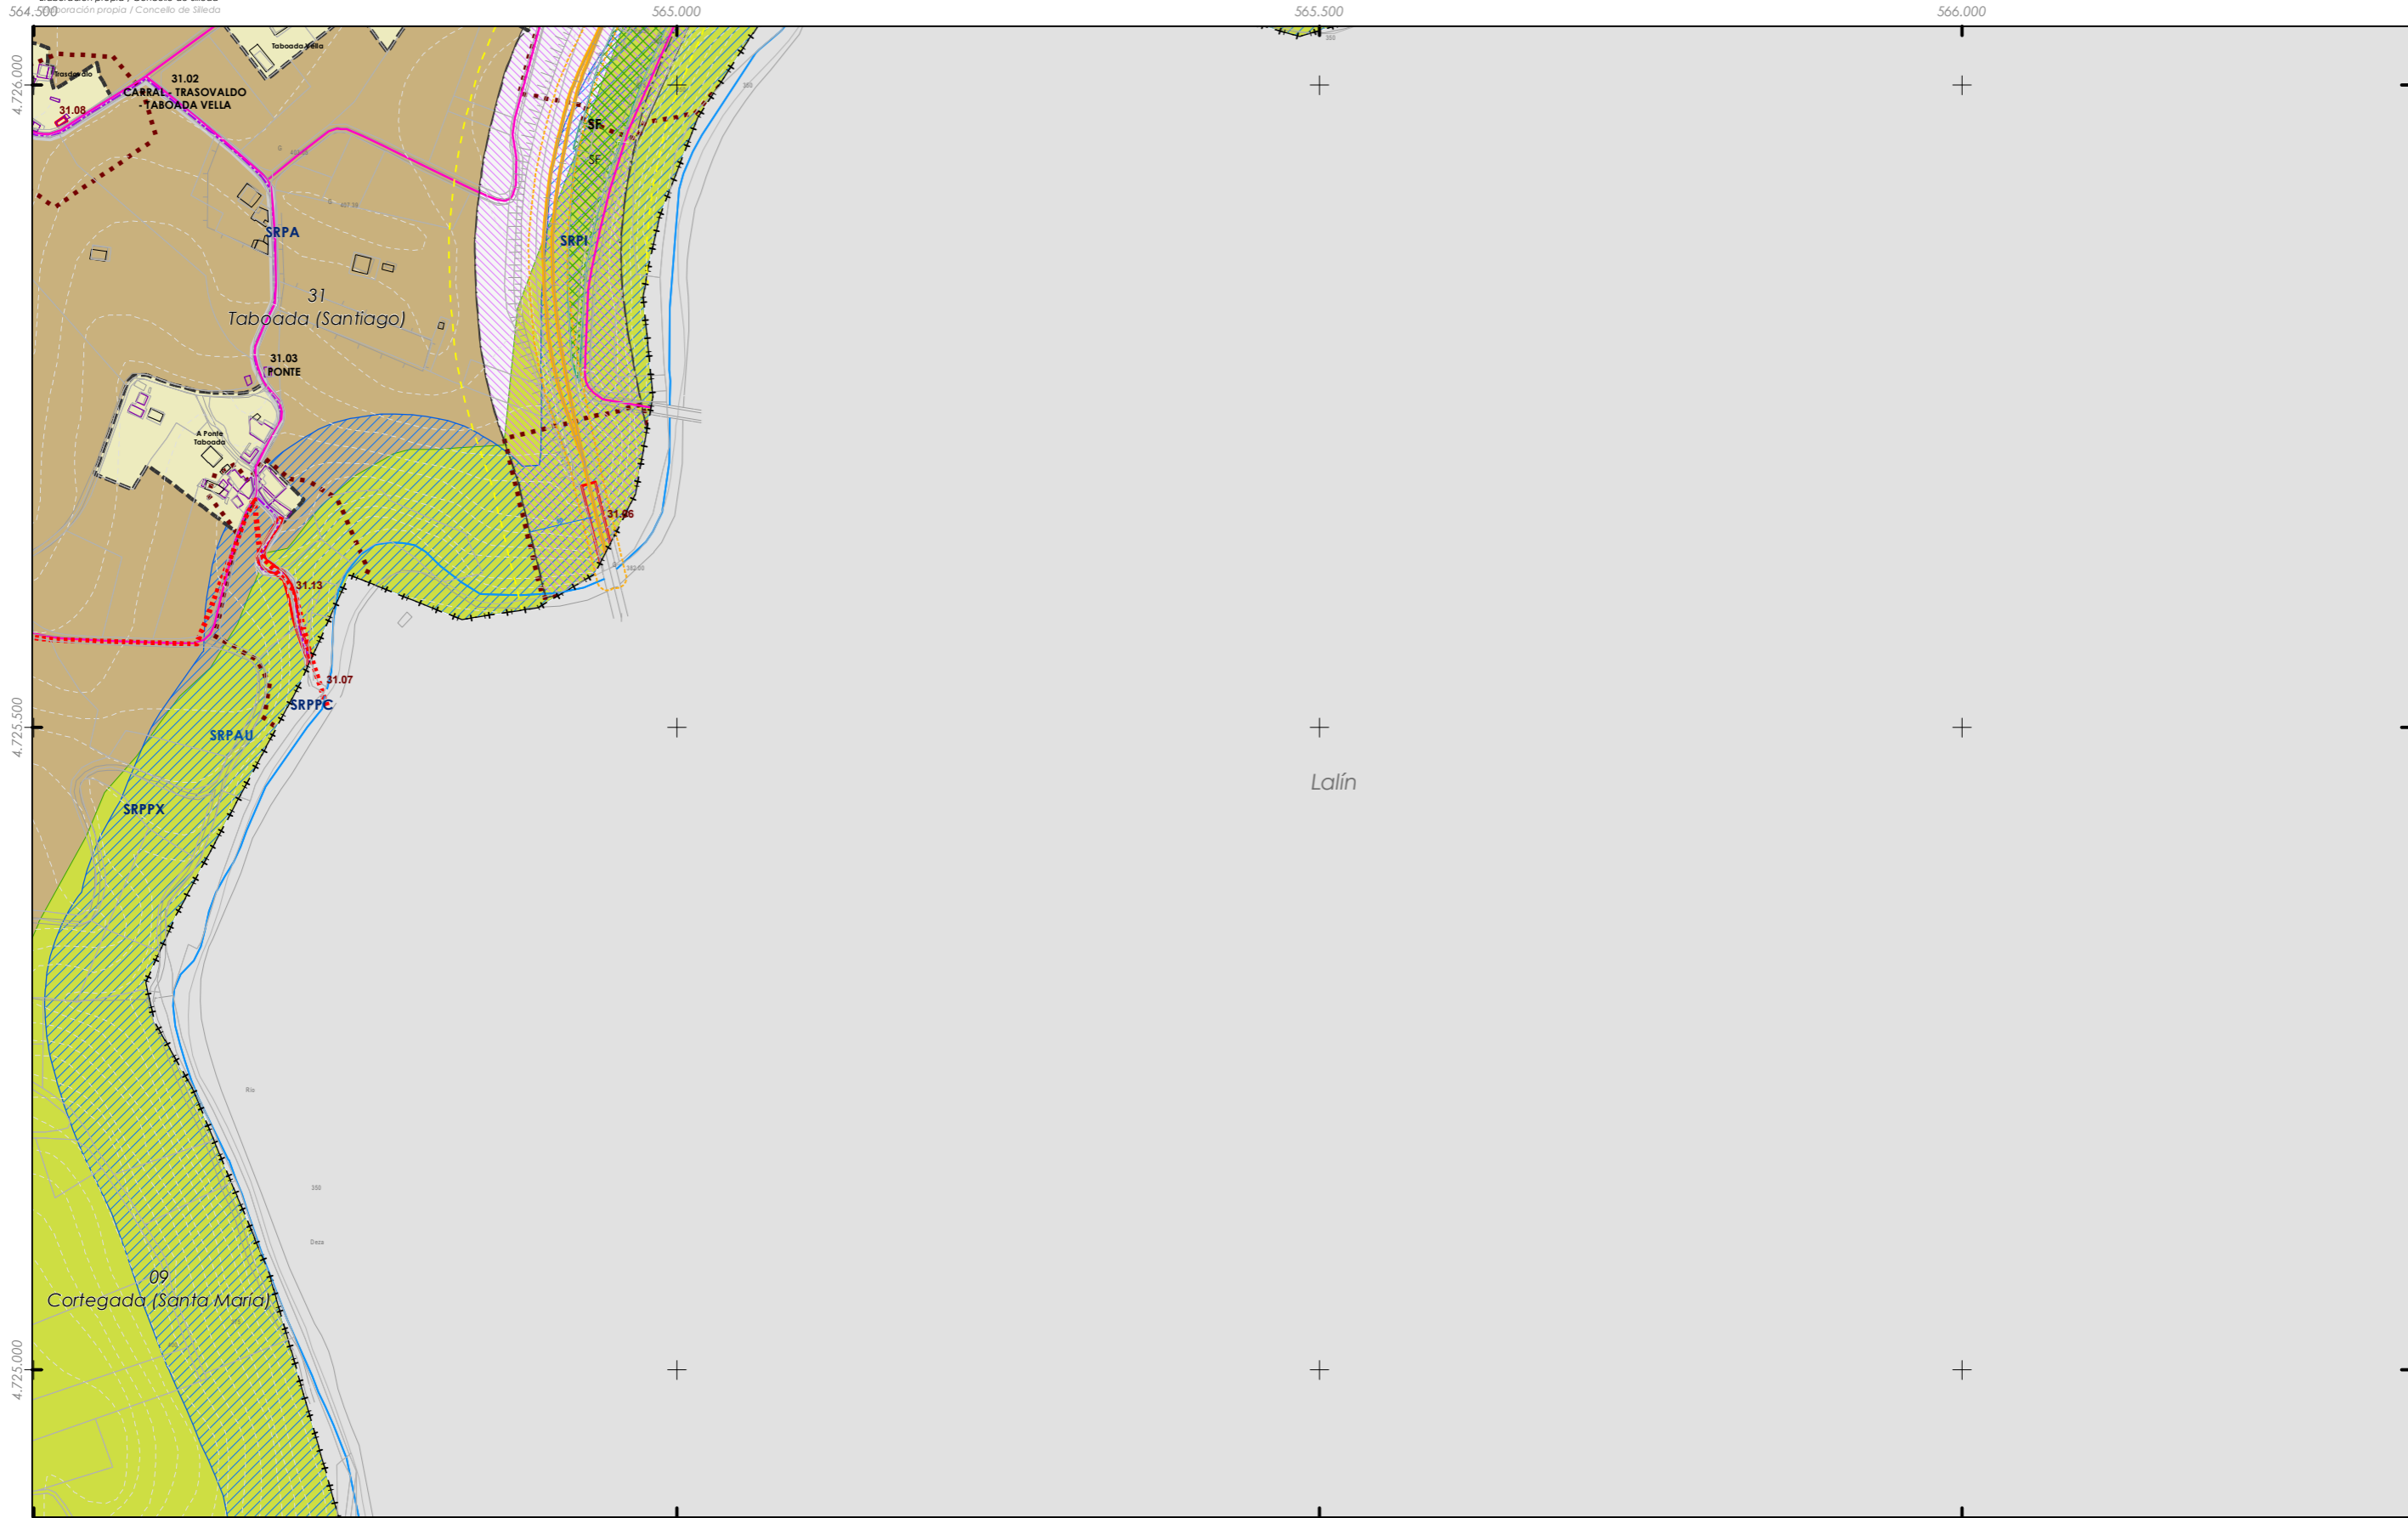 Elaboración propia / Concello de Silleda
564.500
565.000
565.500
566.000
4.726.000
4.725.500
4.725.000
Taboada Vella
Trasdovalo
31.02
CARRAL - TRASOVALDO
- TABOADA VELLA
31.08
SF
SF
SRPA
SRPI
31
Taboada (Santiago)
31.03
PONTE
A Ponte
Taboada
31.06
31.13
31.07
SRPPC
SRPAU
SRPPX
Lalín
Río
350
Deza
09
Cortegada (Santa María)